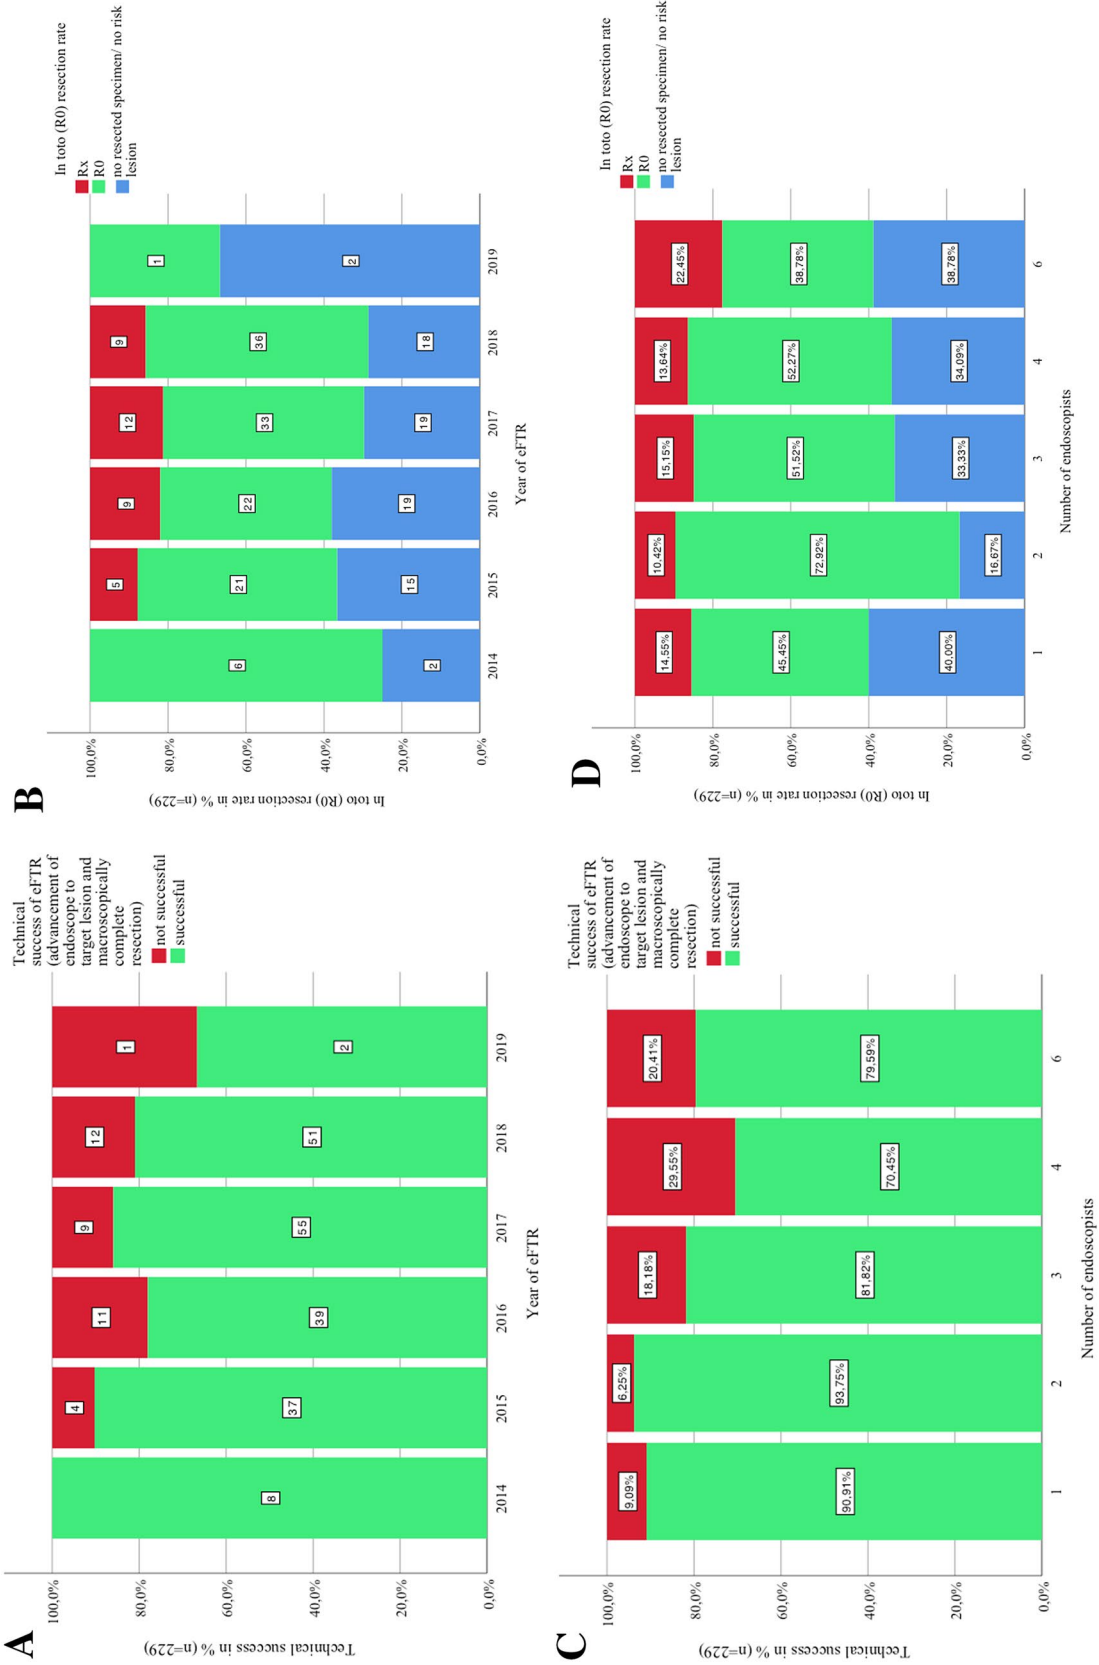 A
Technical success in % (n=229)
100,0%
80,0%
60,0%
40,0%
20,0%
0,0%
8
4
37
11
39
9
55
12
51
1
2
2014
2015
2016
2017
2018
2019
Year of eFTR
Technical
success of eFTR
(advancement of
endoscope to
target lesion and
macroscopically
complete
resection)
not successful
successful
B
In toto (R0) resection rate in % (n=229)
100,0%
80,0%
60,0%
40,0%
20,0%
0,0%
6
2
5
21
15
9
22
19
12
33
19
9
36
18
1
2
2014
2015
2016
2017
2018
2019
Year of eFTR
In toto (R0) resection rate
Rx
R0
no resected specimen/ no risk
lesion
C
Technical success in % (n=229)
100,0%
80,0%
60,0%
40,0%
20,0%
0,0%
9,09%
90,91%
6,25%
93,75%
18,18%
81,82%
29,55%
70,45%
20,41%
79,59%
1
2
3
4
6
Number of endoscopists
Technical
success of eFTR
(advancement of
endoscope to
target lesion and
macroscopically
complete
resection)
not successful
successful
D
In toto (R0) resection rate in % (n=229)
100,0%
80,0%
60,0%
40,0%
20,0%
0,0%
14,55%
45,45%
40,00%
10,42%
72,92%
16,67%
15,15%
51,52%
33,33%
13,64%
52,27%
34,09%
22,45%
38,78%
38,78%
1
2
3
4
6
Number of endoscopists
In toto (R0) resection rate
Rx
R0
no resected specimen/ no risk
lesion